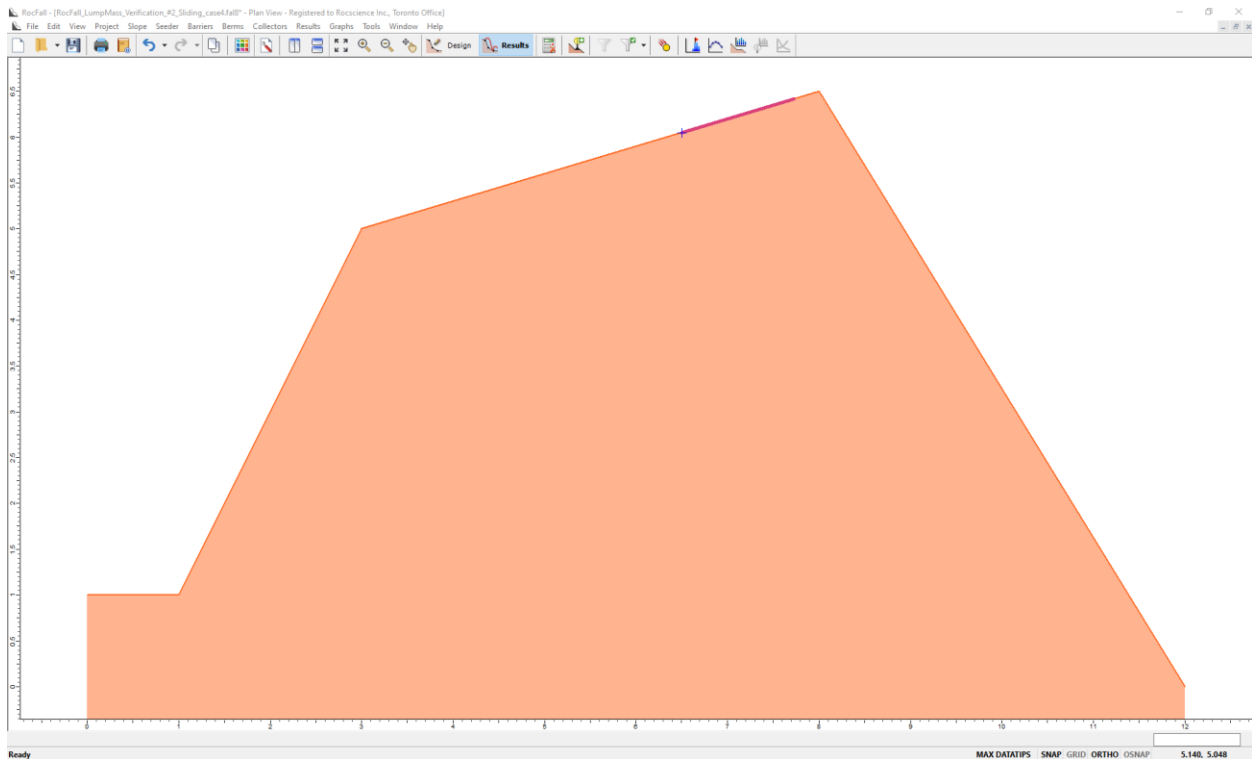 RocFall - [RocFall_LumpMass_Verification_#2_Sliding_case4.fal8* - Plan View - Registered to Rocscience Inc., Toronto Office]
File Edit View Project Slope Seeder Barriers Berms Collectors Results Graphs Tools Window Help
Design Results
6.5
6
5.5
5
4.5
4
3.5
3
2.5
2
1.5
1
0.5
0
0 1 2 3 4 5 6 7 8 9 10 11 12
Ready MAX DATATIPS SNAP GRID ORTHO OSNAP 5.140, 5.048